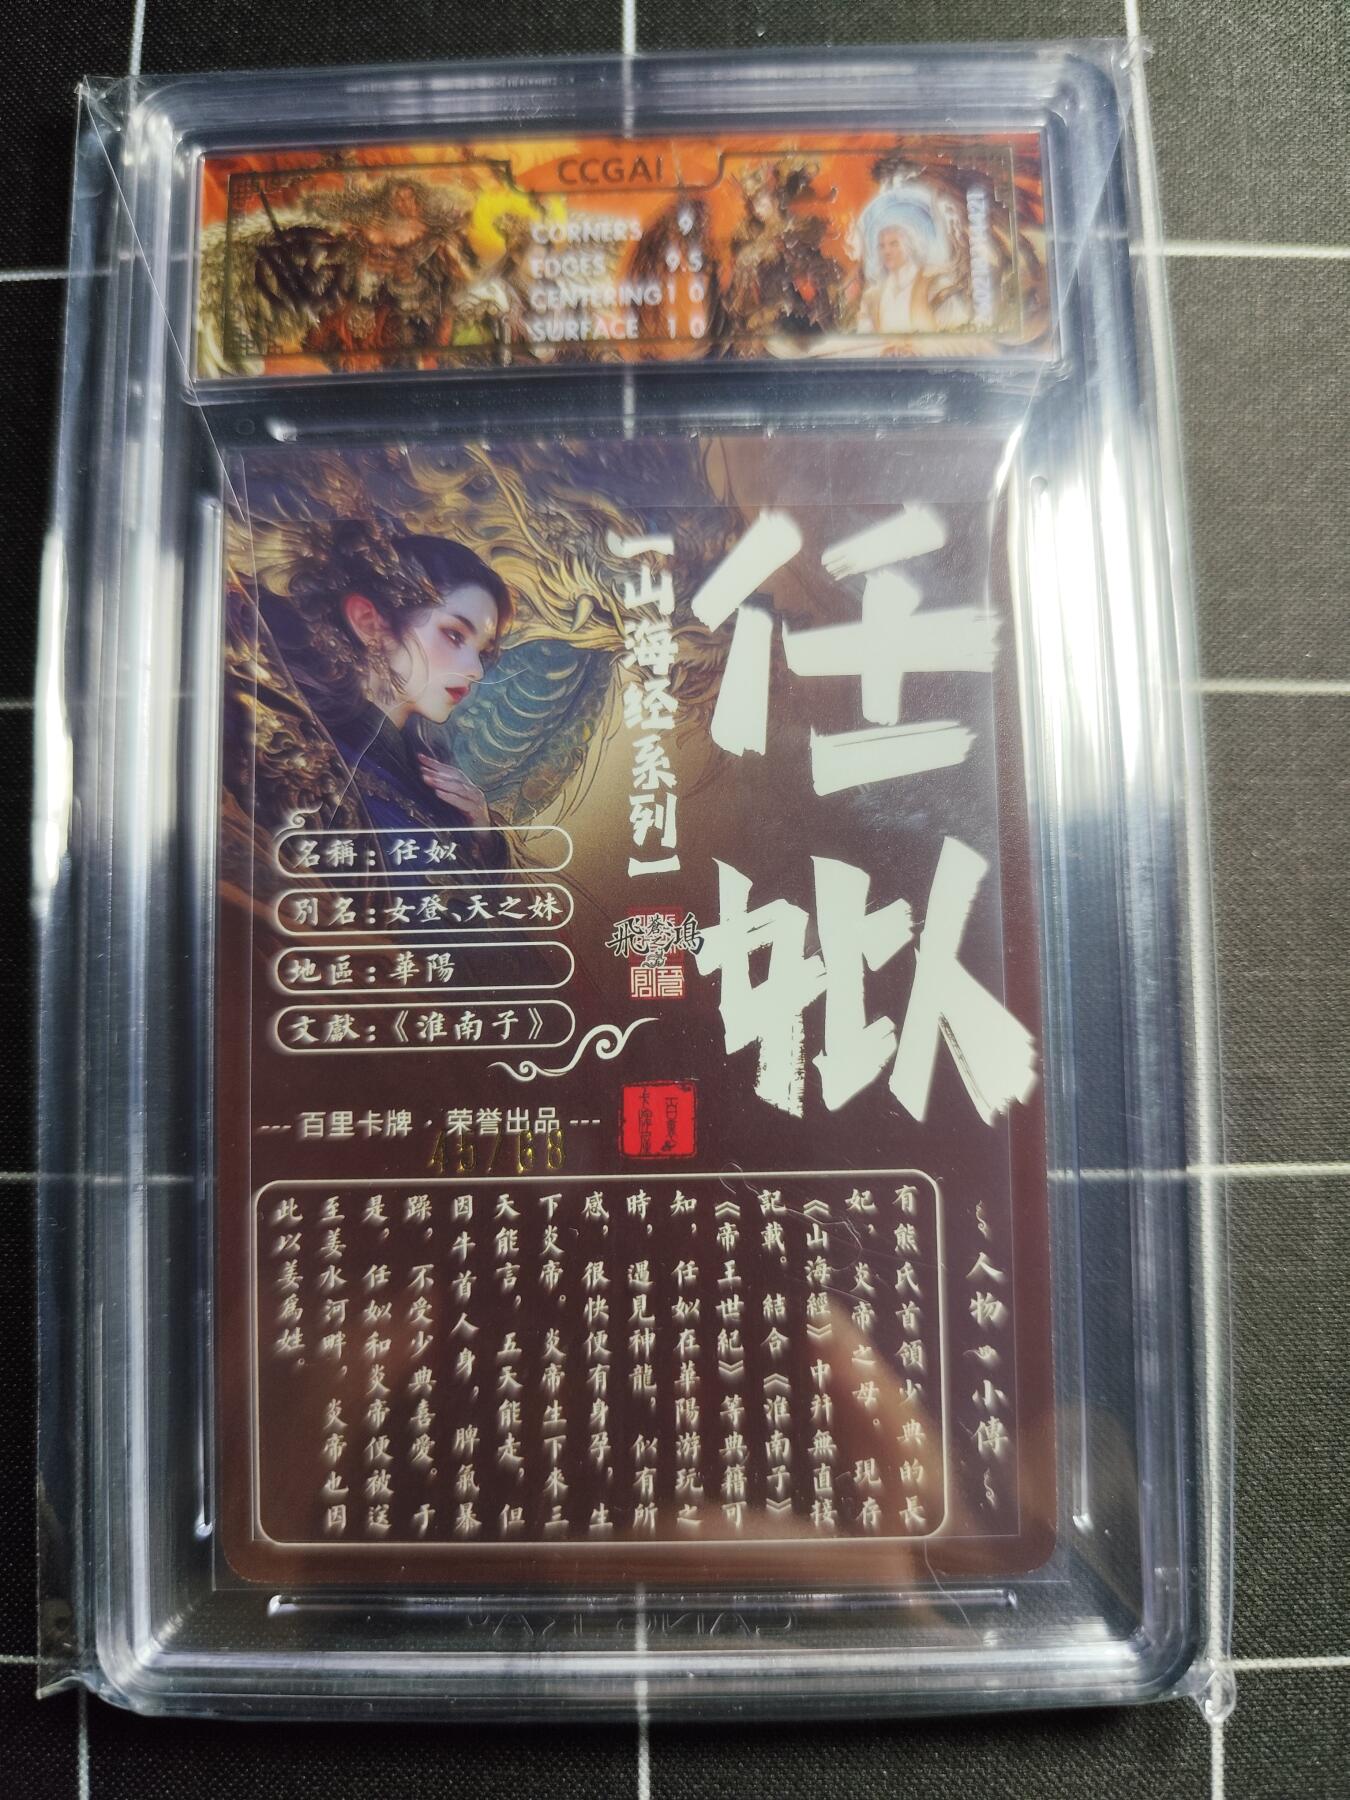 CCGAI
CORNERS 9
EDGES 9.5
CENTERING 10
SURFACE 10
任姒
【山海经系列】
飛鴻
名稱：任姒
別名：女登、天之妹
地區：華陽
文獻：《淮南子》
--- 百里卡牌 · 荣誉出品 ---
45/68
人物小傳
有熊氏首領少典的長
妃，炎帝之母。現存
《山海經》中并無直接
記載。結合《淮南子》
《帝王世紀》等典籍可
知，任姒在華陽游玩之
時，遇見神龍，似有所
感，很快便有身孕，生
下炎帝。炎帝生下來三
天能言，五天能走，但
因牛首人身，脾氣暴
躁，不受少典喜愛。于
是，任姒和炎帝便被送
至姜水河畔，炎帝也因
此以姜爲姓。